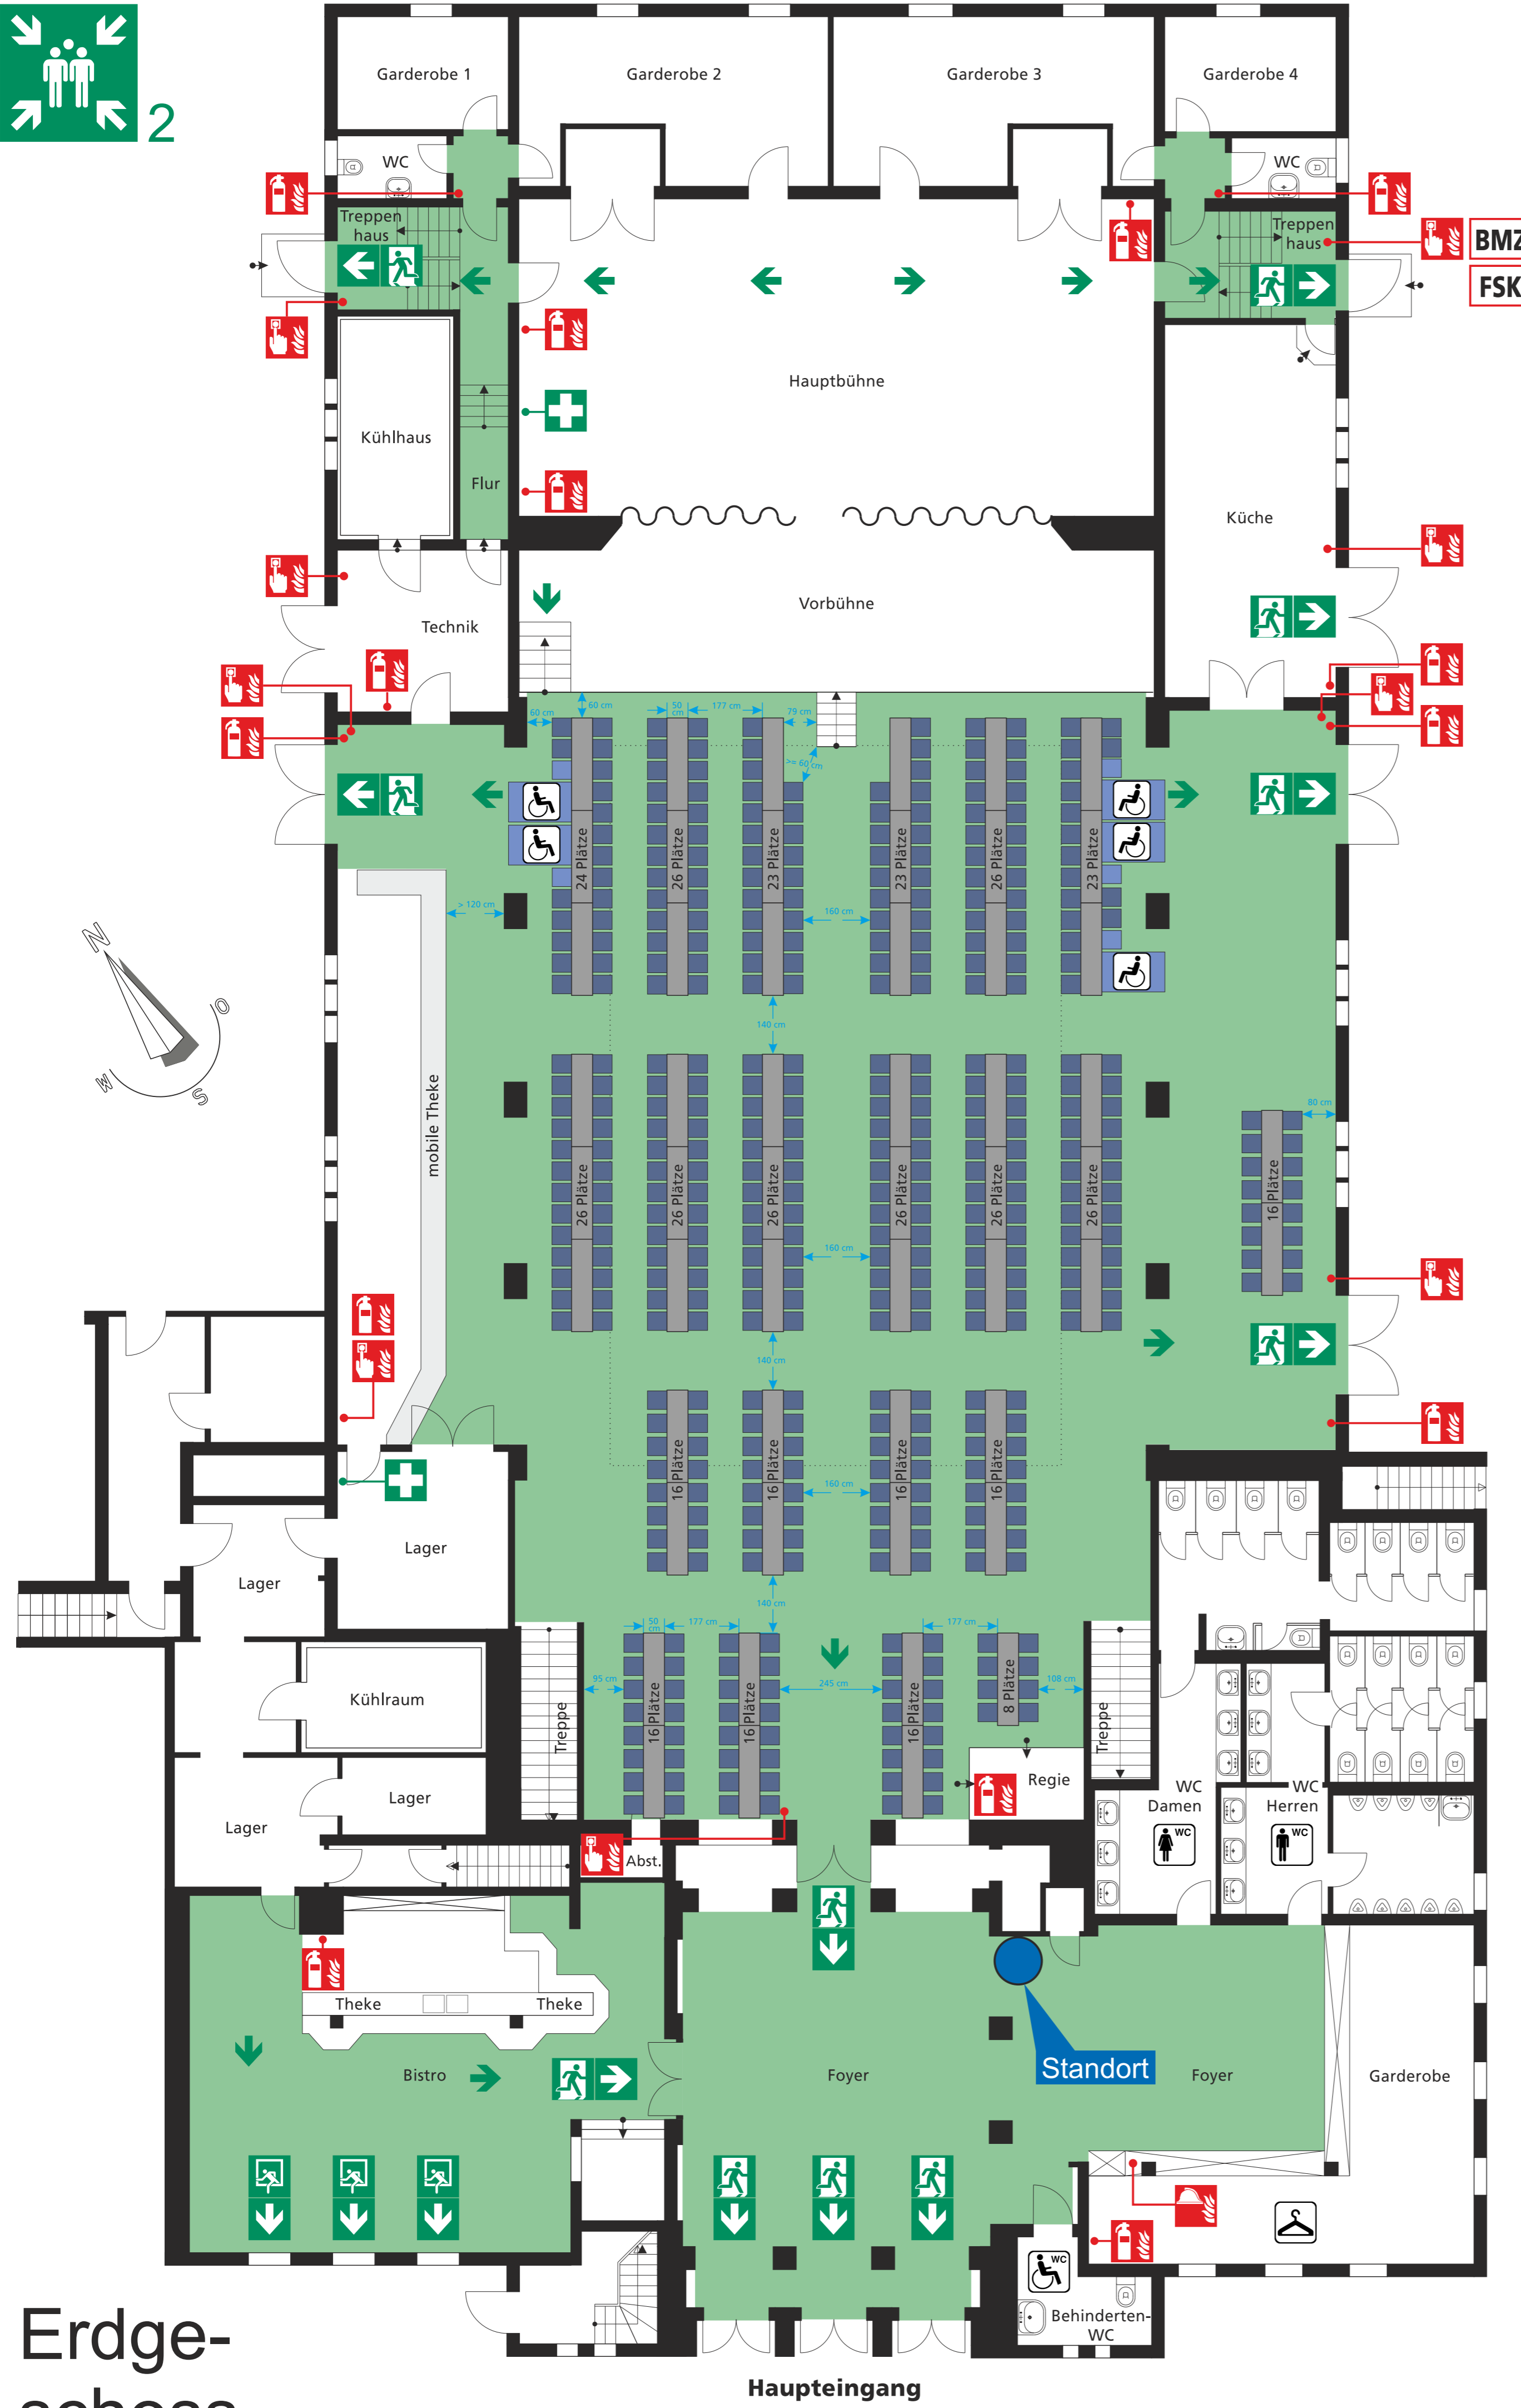 2
Garderobe 1
Garderobe 2
Garderobe 3
Garderobe 4
WC
WC
Treppen
haus
Treppen
haus
BMZ
FSK
Hauptbühne
Kühlhaus
Flur
Küche
Vorbühne
Technik
60 cm
60 cm
50
cm
177 cm
79 cm
>= 60 cm
24 Plätze
26 Plätze
23 Plätze
23 Plätze
26 Plätze
23 Plätze
> 120 cm
160 cm
N
O
W
S
140 cm
mobile Theke
80 cm
26 Plätze
26 Plätze
26 Plätze
26 Plätze
26 Plätze
26 Plätze
16 Plätze
160 cm
140 cm
16 Plätze
16 Plätze
16 Plätze
16 Plätze
160 cm
Lager
Lager
140 cm
50
cm
177 cm
177 cm
95 cm
245 cm
108 cm
16 Plätze
16 Plätze
16 Plätze
8 Plätze
Kühlraum
Treppe
Treppe
Regie
WC
Damen
WC
Herren
WC
WC
Lager
Lager
Abst.
Theke
Theke
Bistro
Foyer
Standort
Foyer
Garderobe
WC
Behinderten-
WC
Erdge-
schoss
Haupteingang